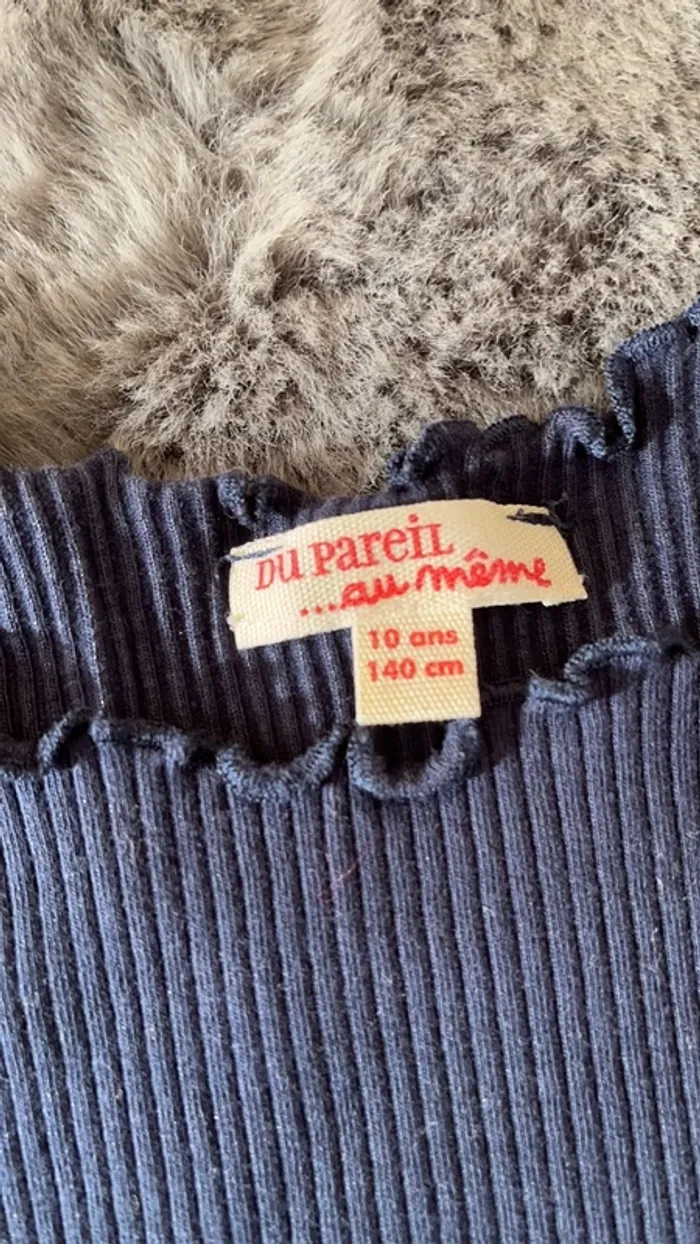 DU PAREIL
...au même
10 ans
140 cm